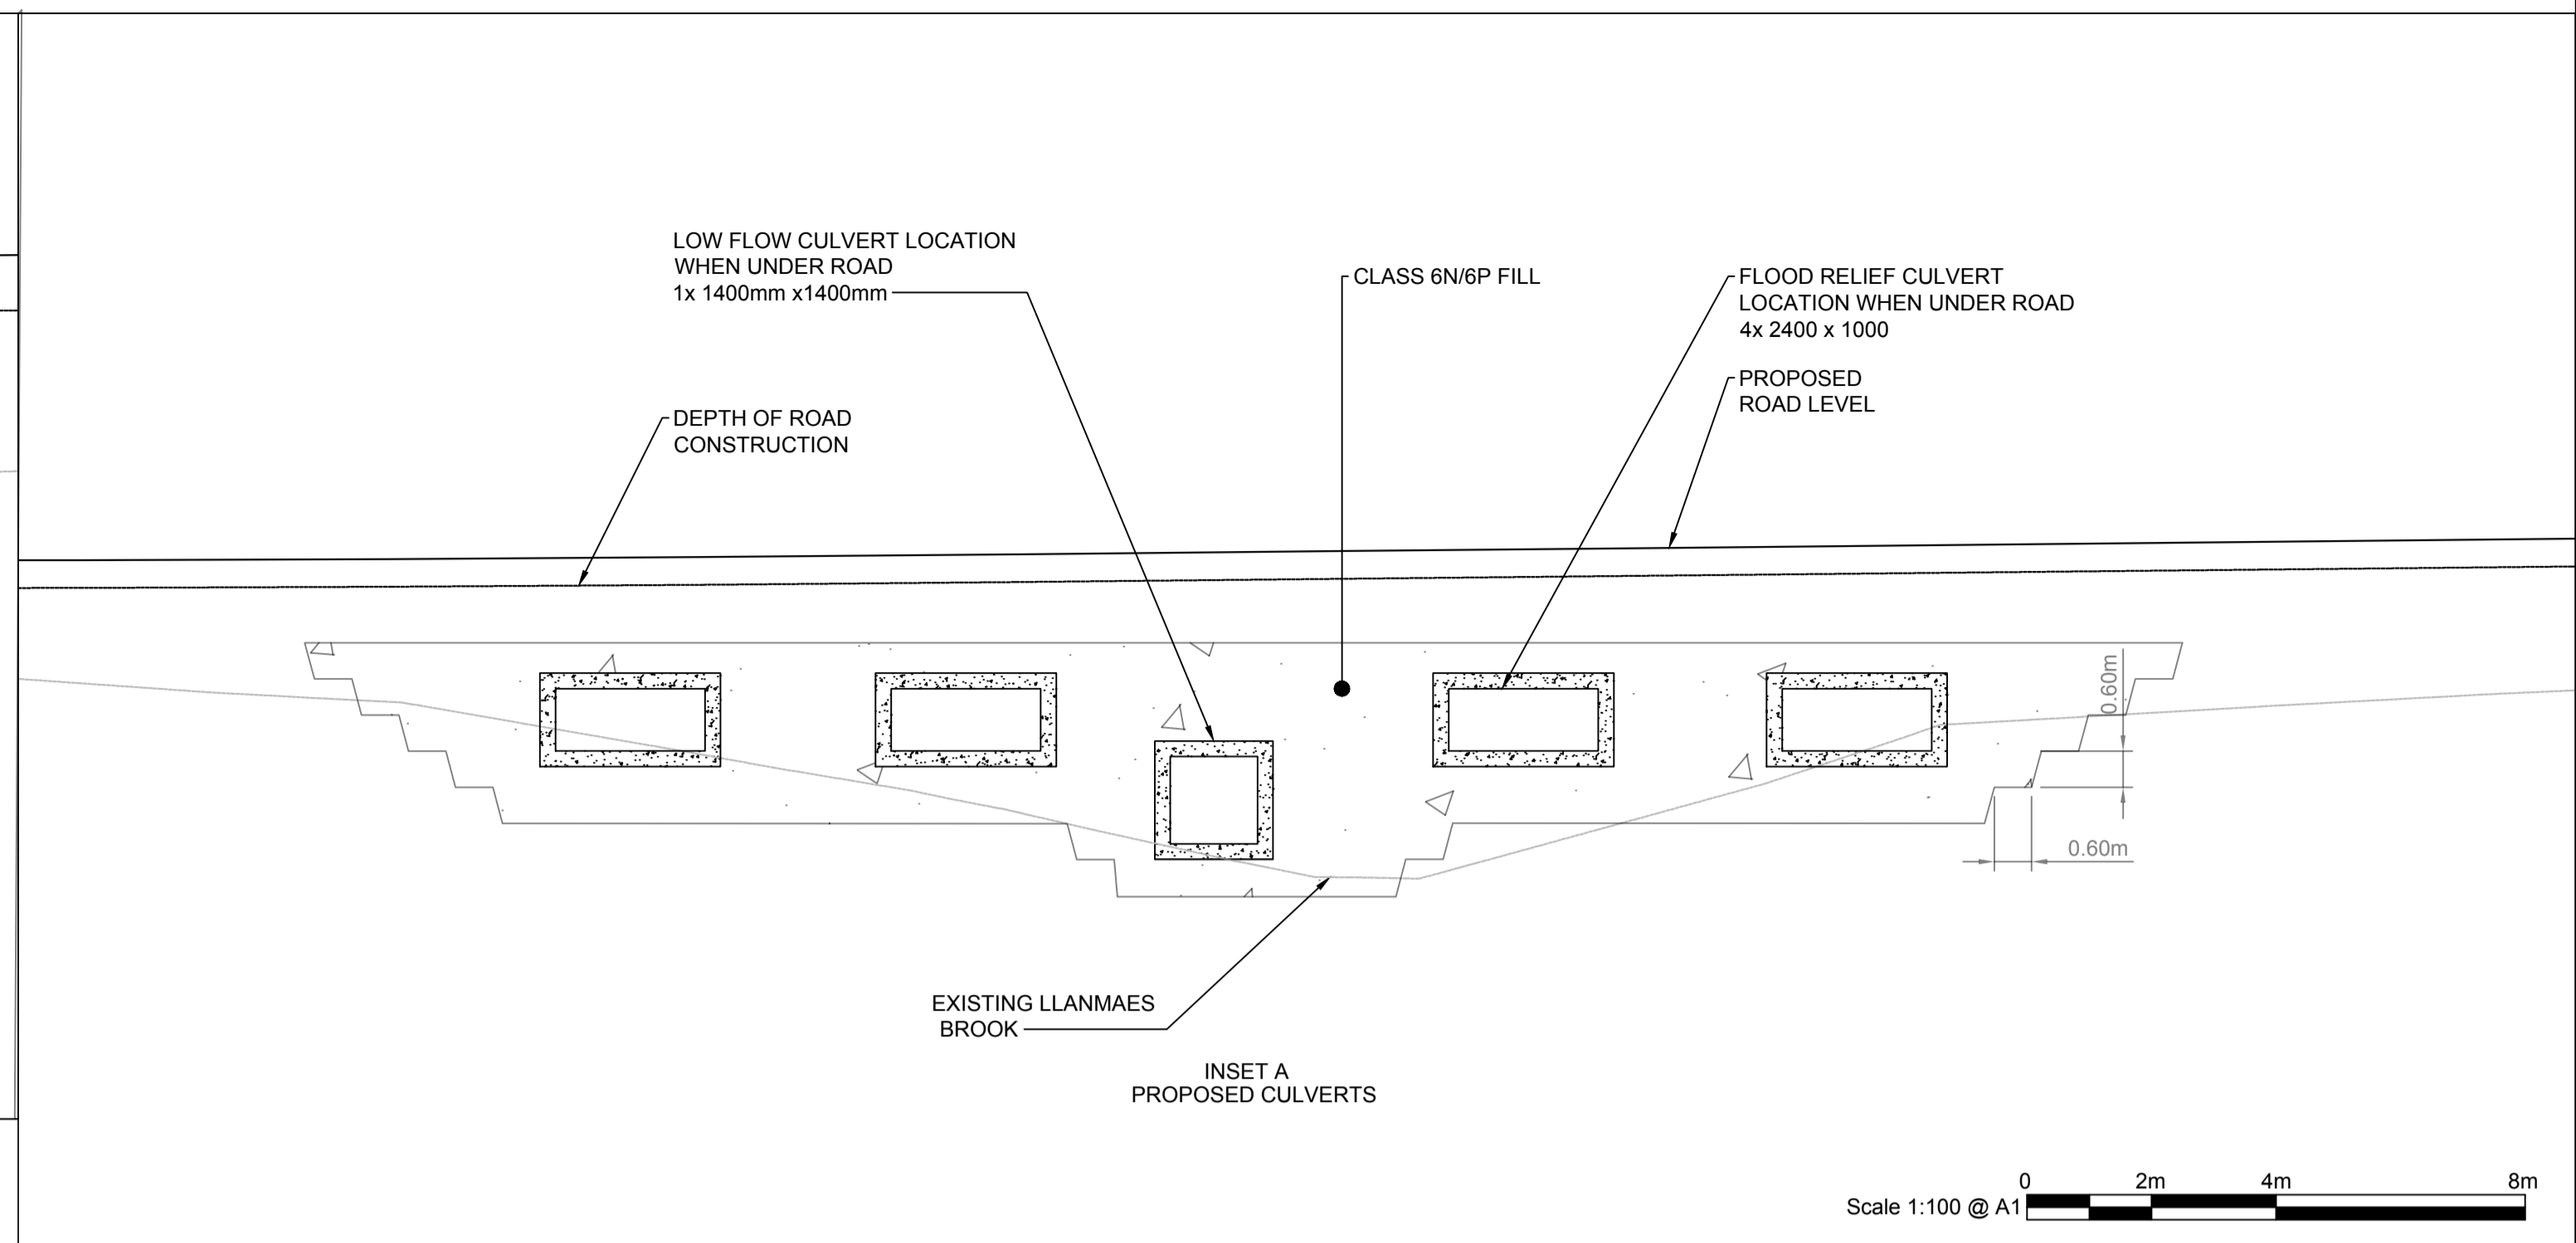 LOW FLOW CULVERT LOCATION
WHEN UNDER ROAD
1x 1400mm x1400mm
CLASS 6N/6P FILL
FLOOD RELIEF CULVERT
LOCATION WHEN UNDER ROAD
4x 2400 x 1000
PROPOSED
ROAD LEVEL
DEPTH OF ROAD
CONSTRUCTION
0.60m
0.60m
EXISTING LLANMAES
BROOK
INSET A
PROPOSED CULVERTS
0 2m 4m 8m
Scale 1:100 @ A1